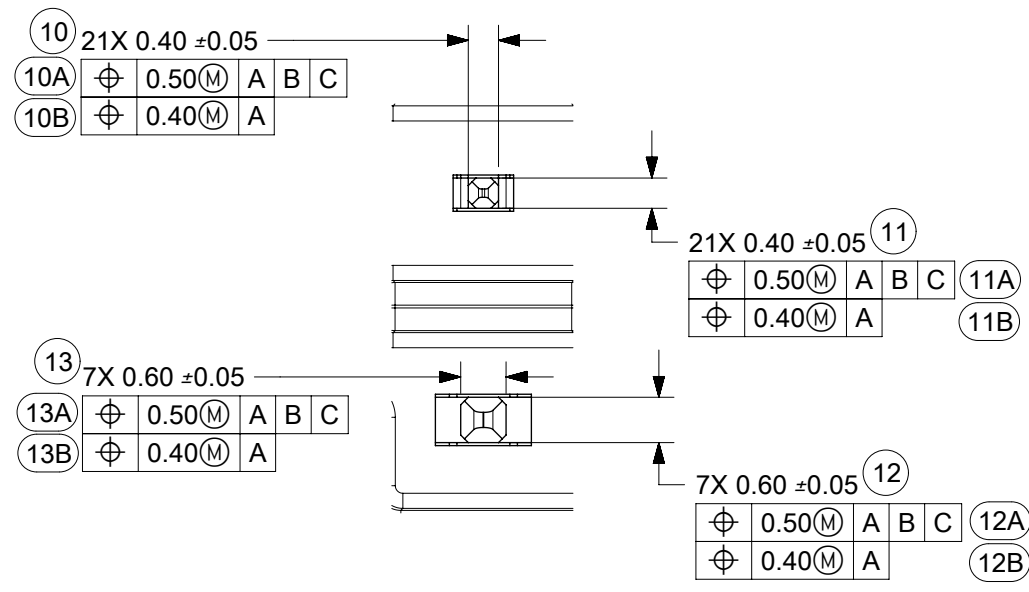 10
21X 0.40 ±0.05
10A ⌖ 0.50Ⓜ A B C
10B ⌖ 0.40Ⓜ A
21X 0.40 ±0.05 11
⌖ 0.50Ⓜ A B C 11A
⌖ 0.40Ⓜ A 11B
13
7X 0.60 ±0.05
13A ⌖ 0.50Ⓜ A B C
13B ⌖ 0.40Ⓜ A
7X 0.60 ±0.05 12
⌖ 0.50Ⓜ A B C 12A
⌖ 0.40Ⓜ A 12B